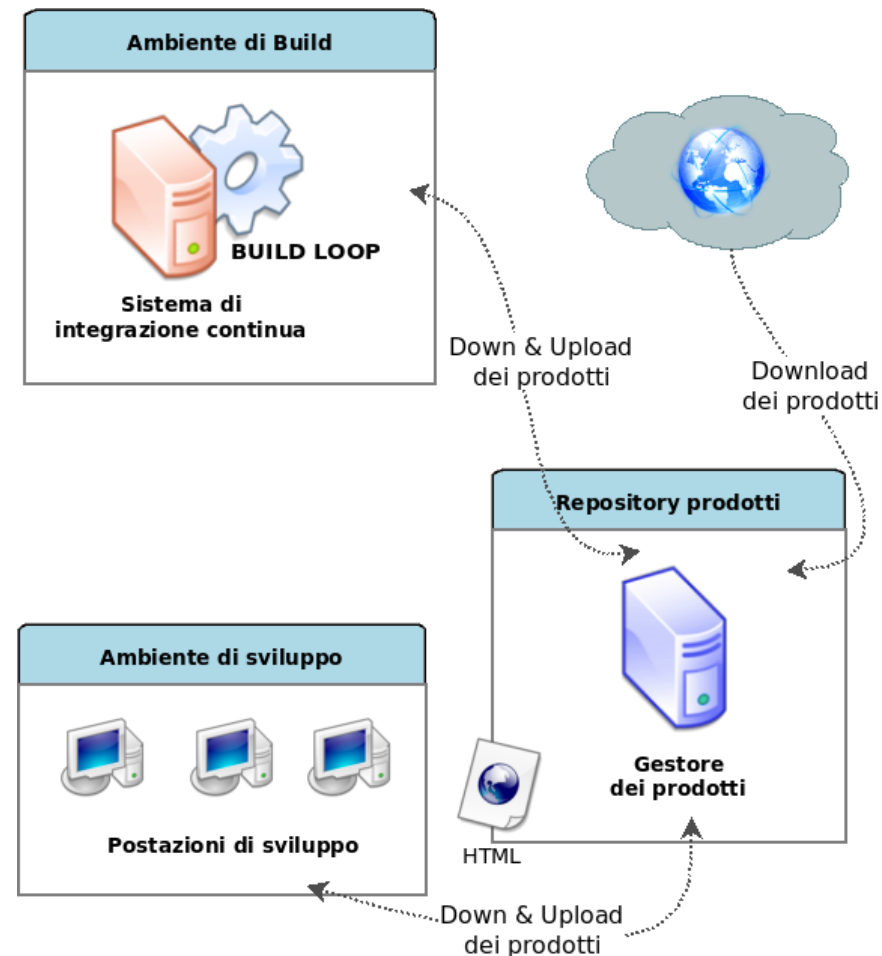 Ambiente di Build
BUILD LOOP
Sistema di
integrazione continua
Down & Upload
dei prodotti
Download
dei prodotti
Repository prodotti
Gestore
dei prodotti
HTML
Ambiente di sviluppo
Postazioni di sviluppo
Down & Upload
dei prodotti